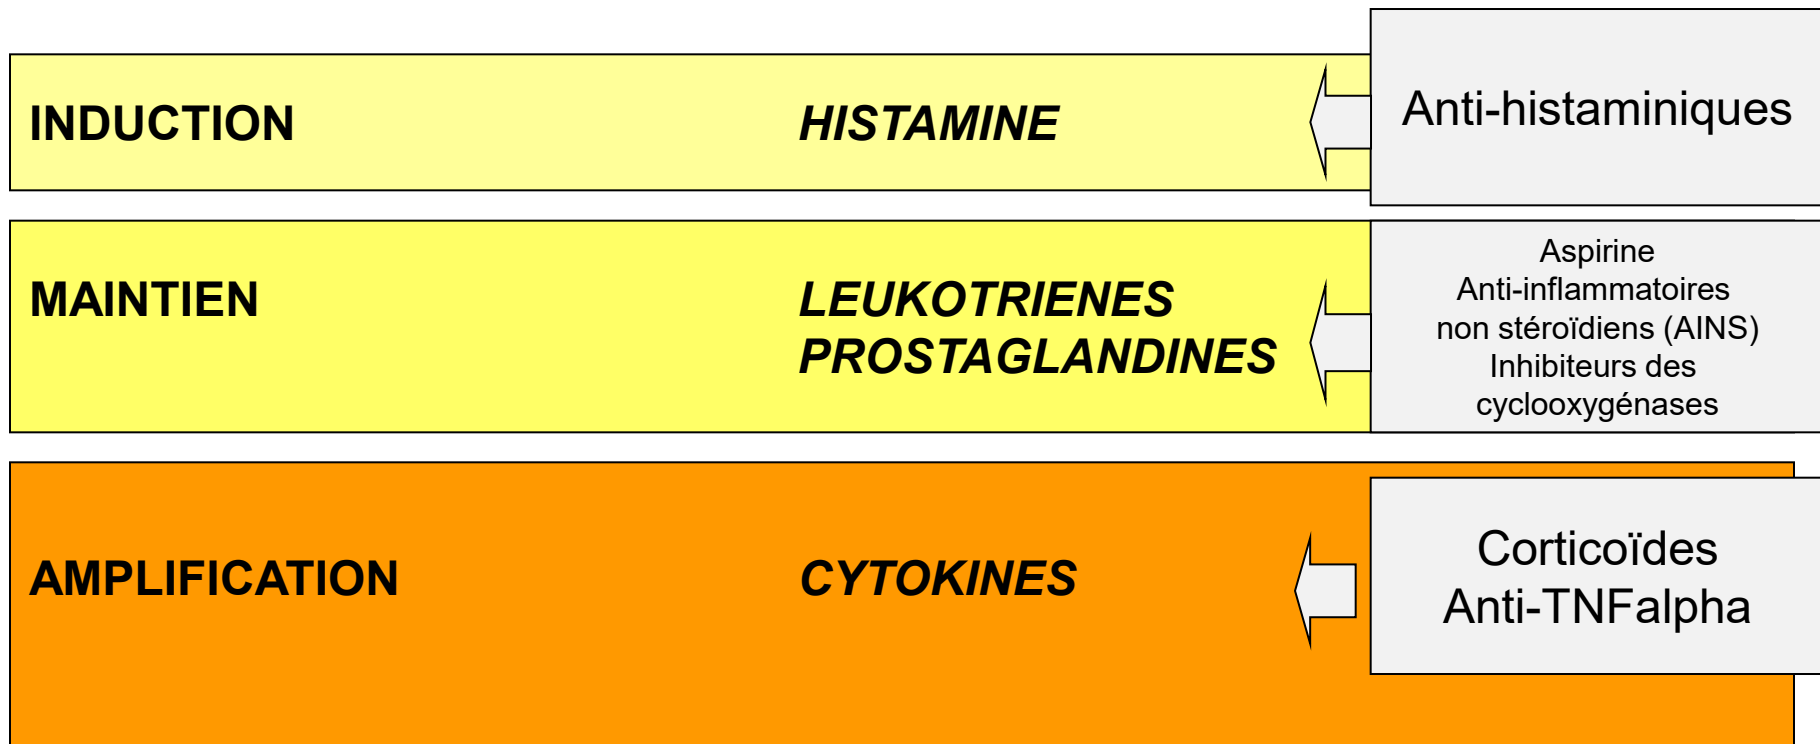 INDUCTION
HISTAMINE
Anti-histaminiques
MAINTIEN
LEUKOTRIENES
PROSTAGLANDINES
Aspirine
Anti-inflammatoires
non stéroïdiens (AINS)
Inhibiteurs des
cyclooxygénases
AMPLIFICATION
CYTOKINES
Corticoïdes
Anti-TNFalpha